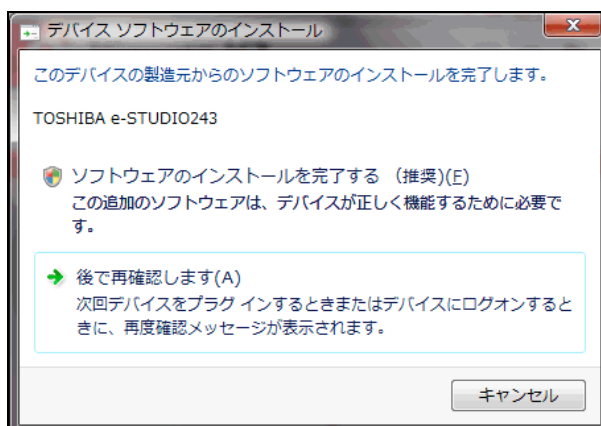 デバイス ソフトウェアのインストール
このデバイスの製造元からのソフトウェアのインストールを完了します。
TOSHIBA e-STUDIO243
ソフトウェアのインストールを完了する (推奨)(F)
この追加のソフトウェアは、デバイスが正しく機能するために必要で
す。
後で再確認します(A)
次回デバイスをプラグ インするときまたはデバイスにログオンすると
きに、再度確認メッセージが表示されます。
キャンセル